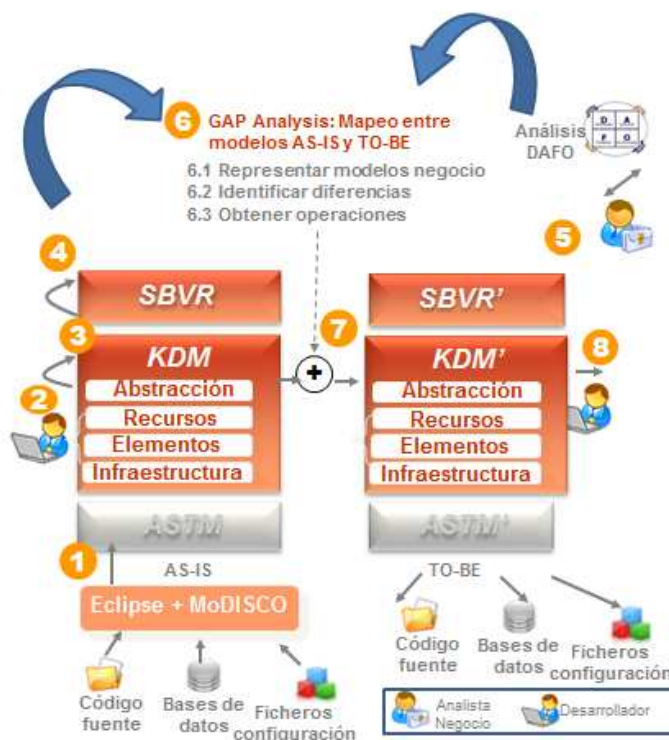 6
GAP Analysis: Mapeo entre
modelos AS-IS y TO-BE
6.1 Representar modelos negocio
6.2 Identificar diferencias
6.3 Obtener operaciones
Análisis
DAFO
D A
F O
5
4
SBVR
SBVR’
3
KDM
7
+
KDM’
8
2
Abstracción
Recursos
Elementos
Infraestructura
Abstracción
Recursos
Elementos
Infraestructura
ASTM
ASTM’
1
AS-IS
TO-BE
Eclipse + MoDISCO
Código
fuente
Bases de
datos
Ficheros
configuración
Código
fuente
Bases de
datos
Ficheros
configuración
Analista
Negocio
Desarrollador